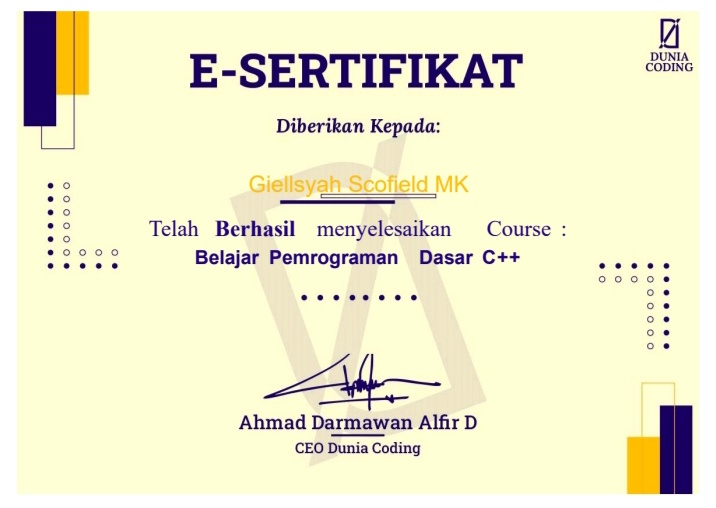 DUNIA
CODING
E-SERTIFIKAT
Diberikan Kepada:
Giellsyah Scofield MK
Telah Berhasil menyelesaikan Course :
Belajar Pemrograman Dasar C++
Ahmad Darmawan Alfir D
CEO Dunia Coding